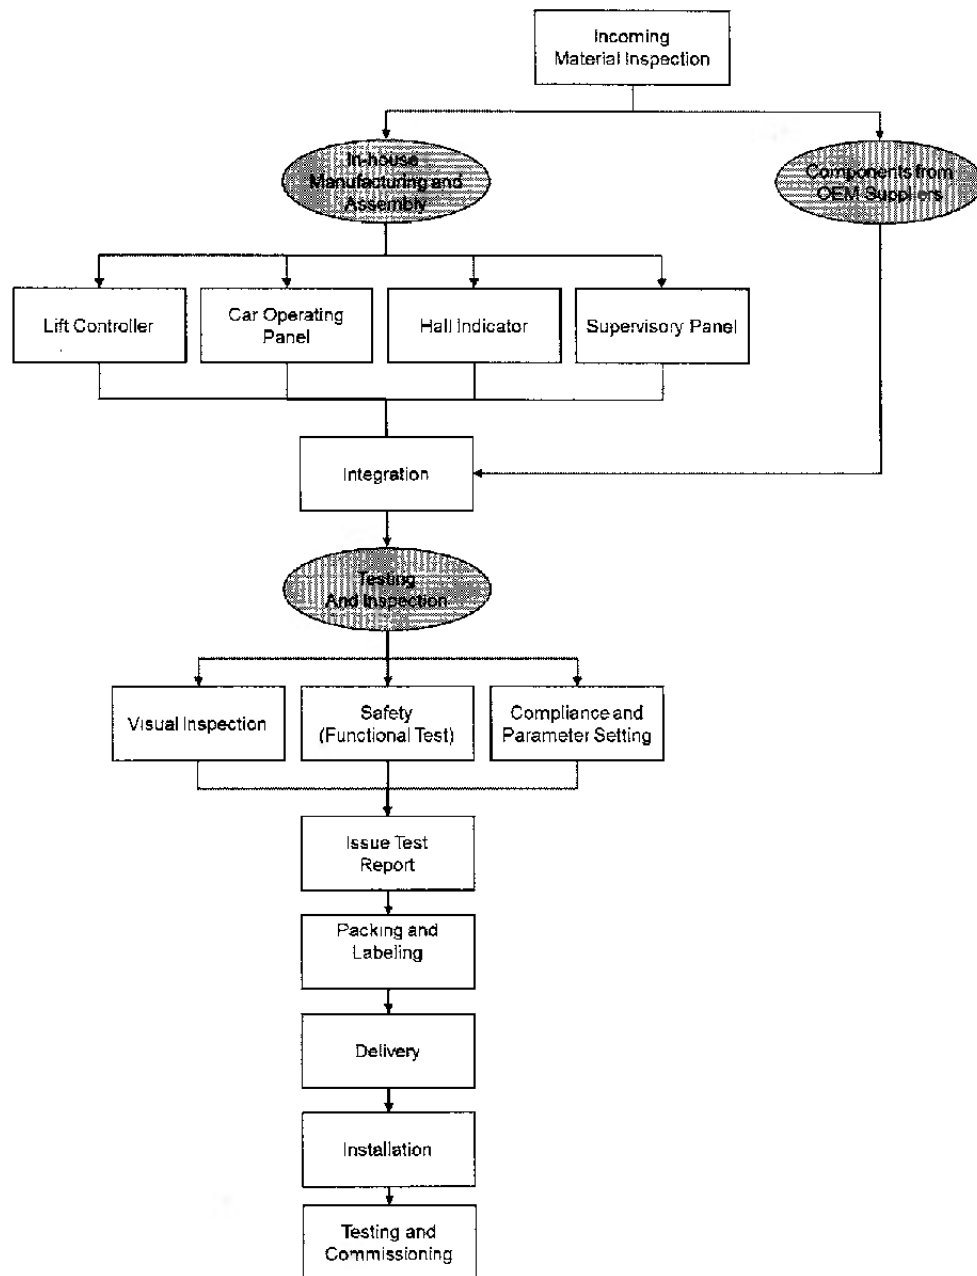 Incoming
Material Inspection
In-house
Manufacturing and
Assembly
Components from
OEM Suppliers
Lift Controller
Car Operating
Panel
Hall Indicator
Supervisory Panel
Integration
Testing
And Inspection
Visual Inspection
Safety
(Functional Test)
Compliance and
Parameter Setting
Issue Test
Report
Packing and
Labeling
Delivery
Installation
Testing and
Commissioning